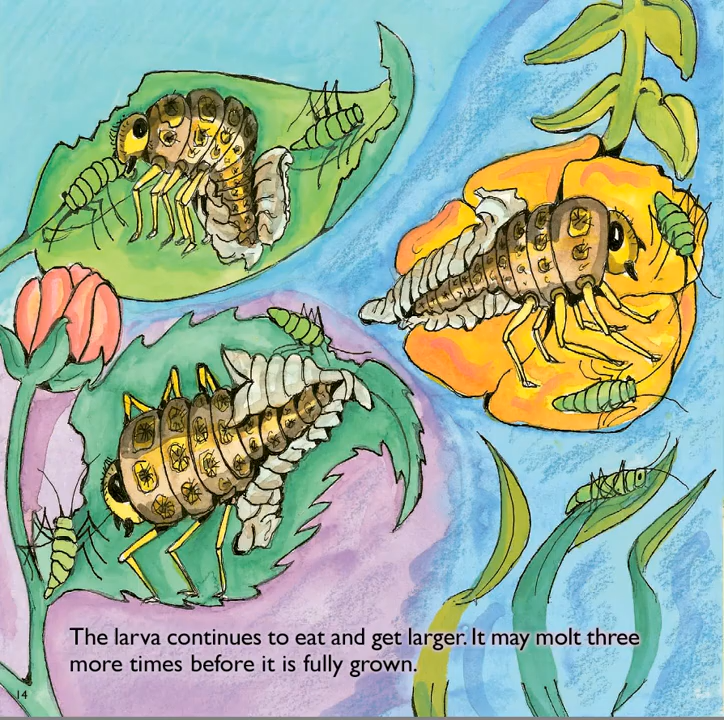 The larva continues to eat and get larger. It may molt three
more times before it is fully grown.
14